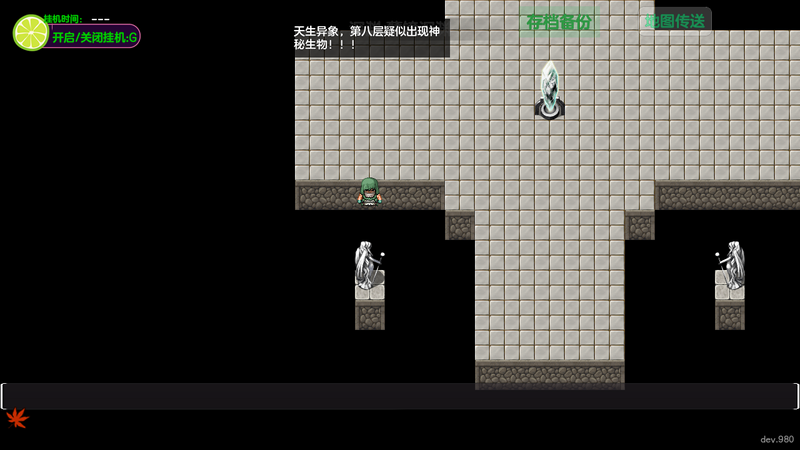 挂机时间： ---
开启/关闭挂机:G
天生异象，第八层疑似出现神
秘生物！！！
存档备份
地图传送
dev.980